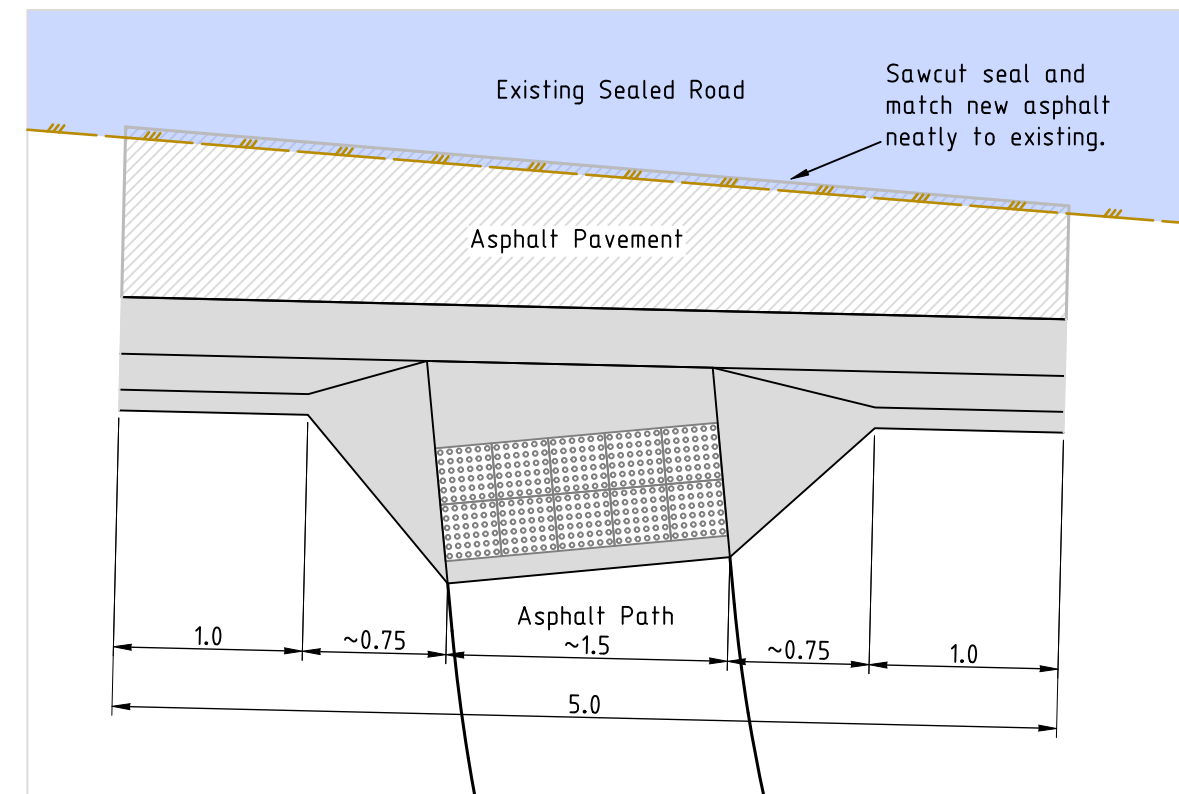 Existing Sealed Road
Sawcut seal and
match new asphalt
neatly to existing.
Asphalt Pavement
Asphalt Path
1.0
~0.75
~1.5
~0.75
1.0
5.0